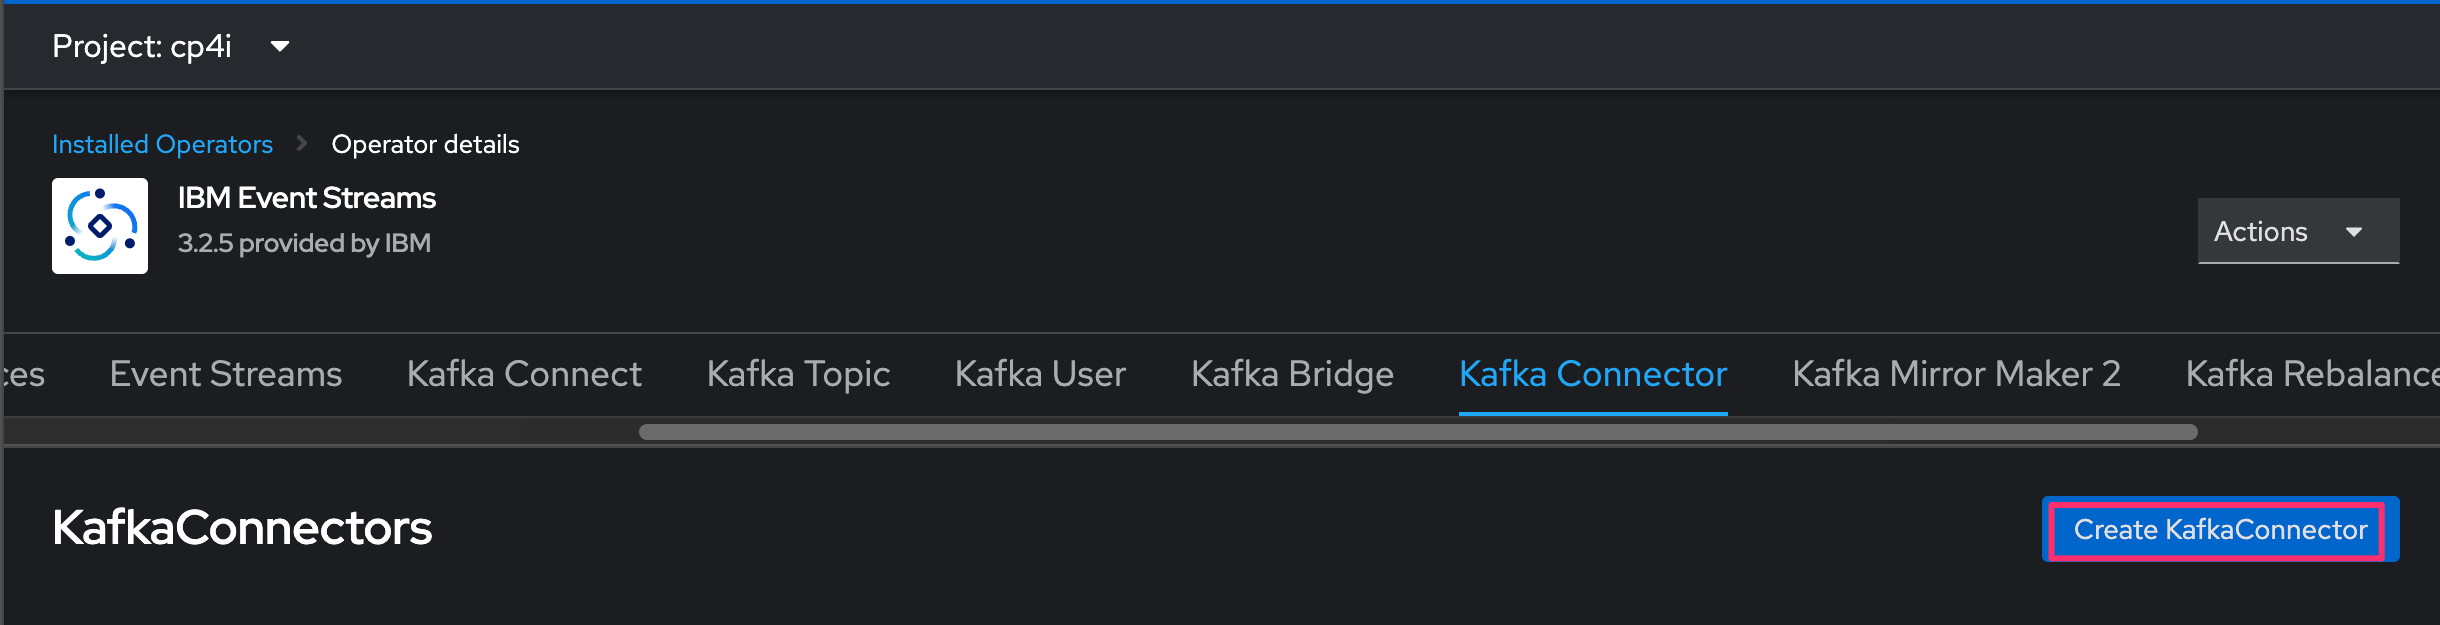 Project: cp4i
Installed Operators > Operator details
IBM Event Streams
3.2.5 provided by IBM
Actions
ces Event Streams Kafka Connect Kafka Topic Kafka User Kafka Bridge Kafka Connector Kafka Mirror Maker 2 Kafka Rebalance
KafkaConnectors
Create KafkaConnector